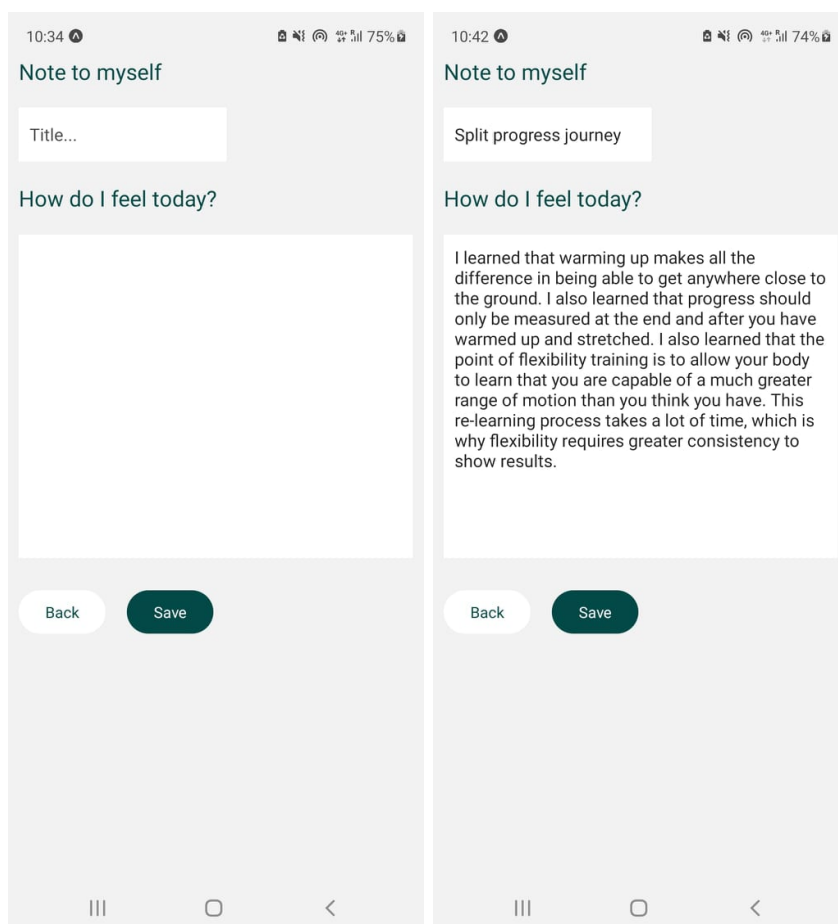 10:34
75%
Note to myself
Title...
How do I feel today?
Back
Save
10:42
74%
Note to myself
Split progress journey
How do I feel today?
I learned that warming up makes all the
difference in being able to get anywhere close to
the ground. I also learned that progress should
only be measured at the end and after you have
warmed up and stretched. I also learned that the
point of flexibility training is to allow your body
to learn that you are capable of a much greater
range of motion than you think you have. This
re-learning process takes a lot of time, which is
why flexibility requires greater consistency to
show results.
Back
Save